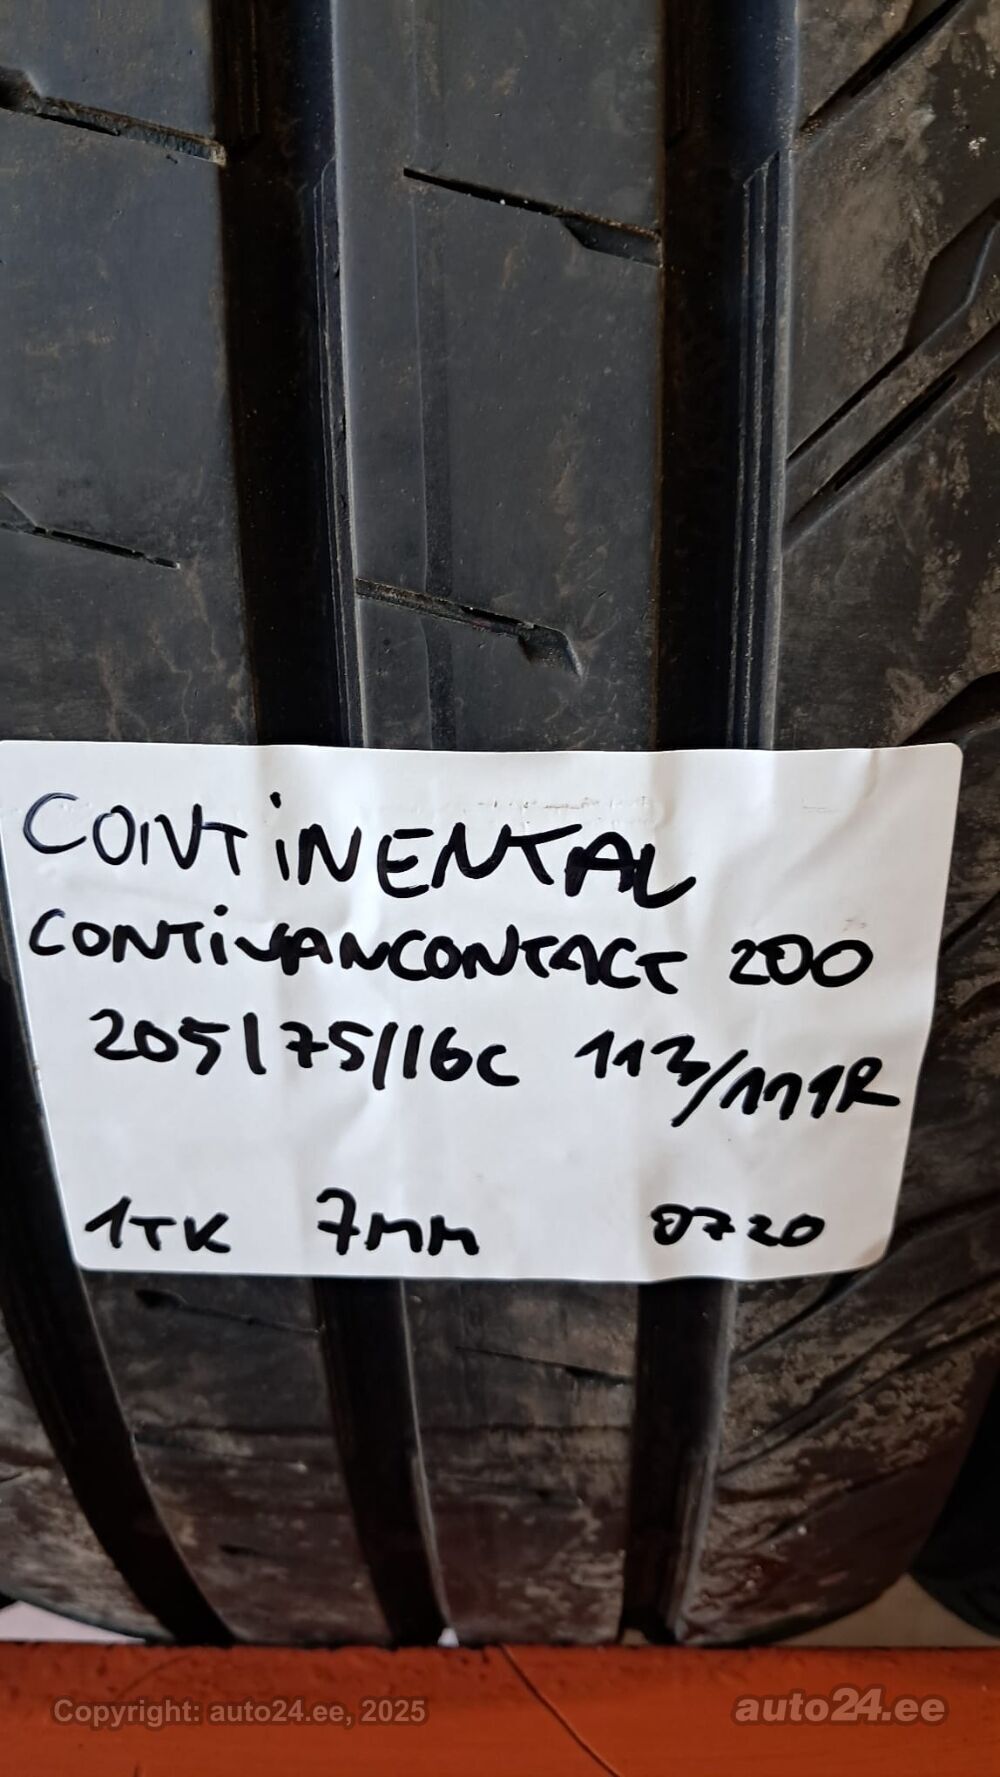 CONTiNENTAL
CONTiVANCONTACT 200
205/75/16C 113/111R
1TK 7MM 0720
Copyright: auto24.ee, 2025 auto24.ee